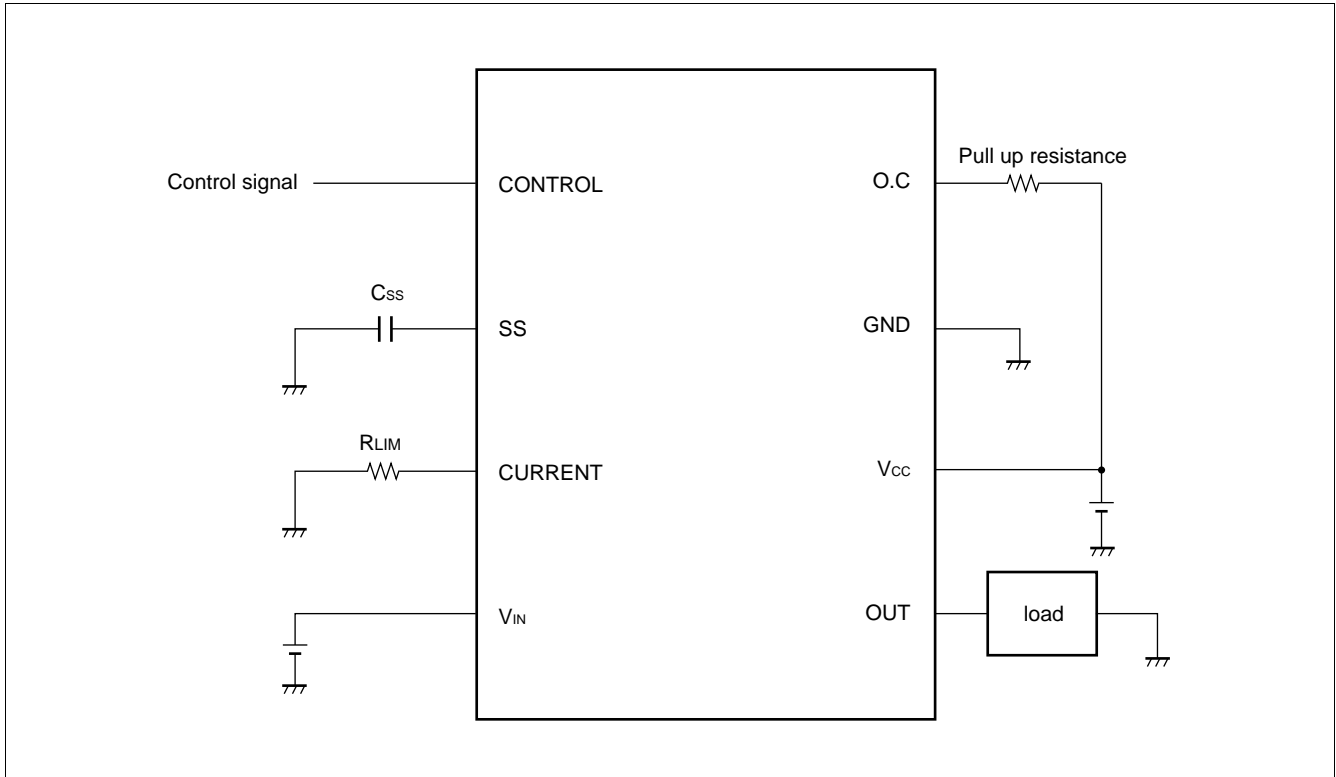 Pull up resistance
Control signal
CONTROL
O.C
CSS
SS
GND
RLIM
CURRENT
VCC
VIN
OUT
load